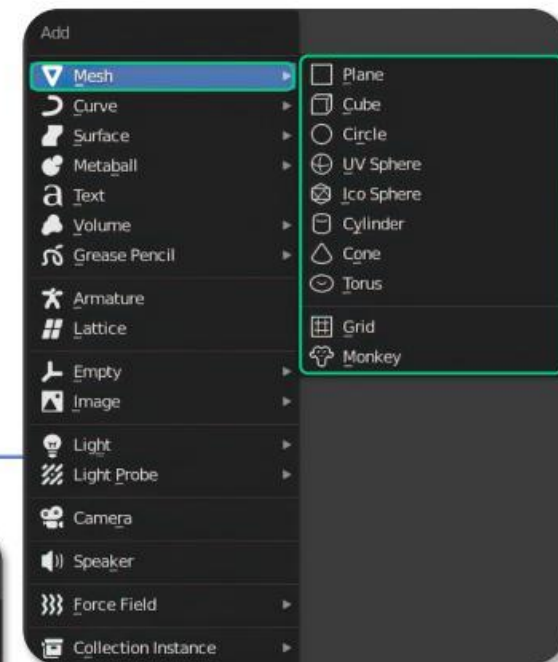 Add
Mesh
Curve
Surface
Metaball
Text
Volume
Grease Pencil
Armature
Lattice
Empty
Image
Light
Light Probe
Camera
Speaker
Force Field
Collection Instance
Plane
Cube
Circle
UV Sphere
Ico Sphere
Cylinder
Cone
Torus
Grid
Monkey